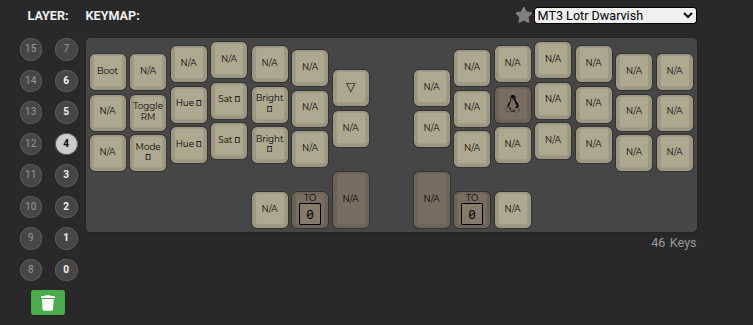 LAYER: KEYMAP: MT3 Lotr Dwarvish
15 7
14 6
13 5
12 4
11 3
10 2
9 1
8 0
Boot N/A N/A N/A N/A N/A ▽ N/A N/A N/A N/A N/A N/A N/A
N/A Toggle RM Hue ▯ Sat ▯ Bright ▯ N/A N/A N/A N/A N/A N/A N/A N/A
N/A Mode ▯ Hue ▯ Sat ▯ Bright ▯ N/A N/A N/A N/A N/A N/A N/A
N/A TO 0 N/A N/A TO 0 N/A
46 Keys